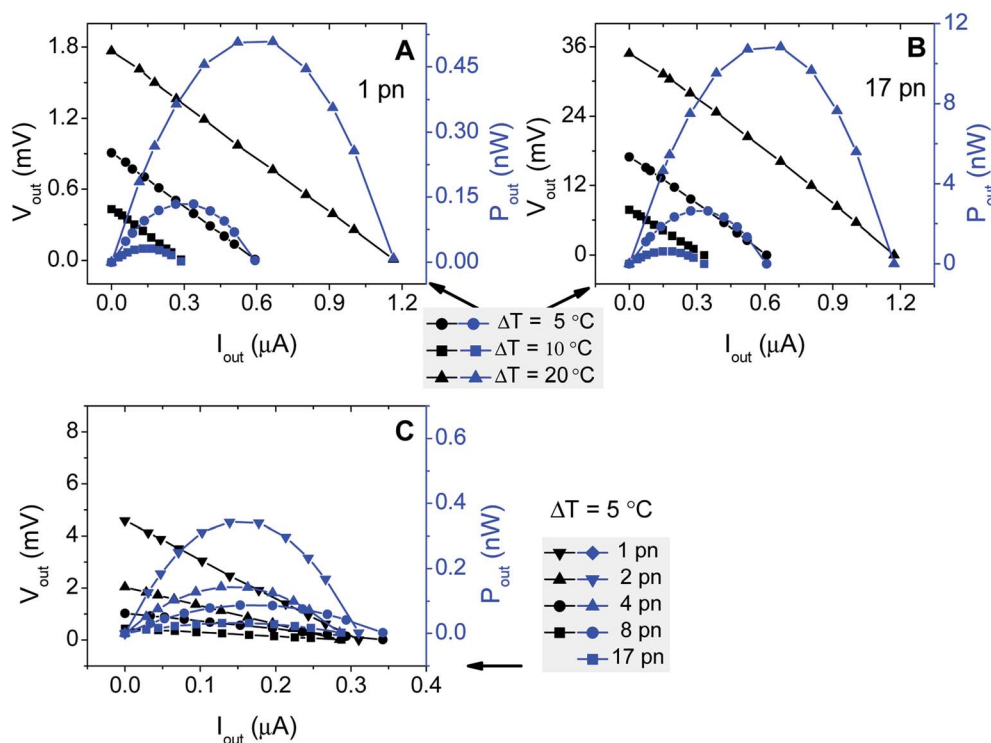 A
1 pn
V_out (mV)
1.8
1.2
0.6
0.0
P_out (nW)
0.45
0.30
0.15
0.00
0.0 0.3 0.6 0.9 1.2
I_out (μA)
B
17 pn
V_out (mV)
36
24
12
0
P_out (nW)
12
8
4
0
0.0 0.3 0.6 0.9 1.2
I_out (μA)
ΔT = 5 °C
ΔT = 10 °C
ΔT = 20 °C
C
V_out (mV)
8
6
4
2
0
P_out (nW)
0.6
0.4
0.2
0.0
0.0 0.1 0.2 0.3 0.4
I_out (μA)
ΔT = 5 °C
1 pn
2 pn
4 pn
8 pn
17 pn